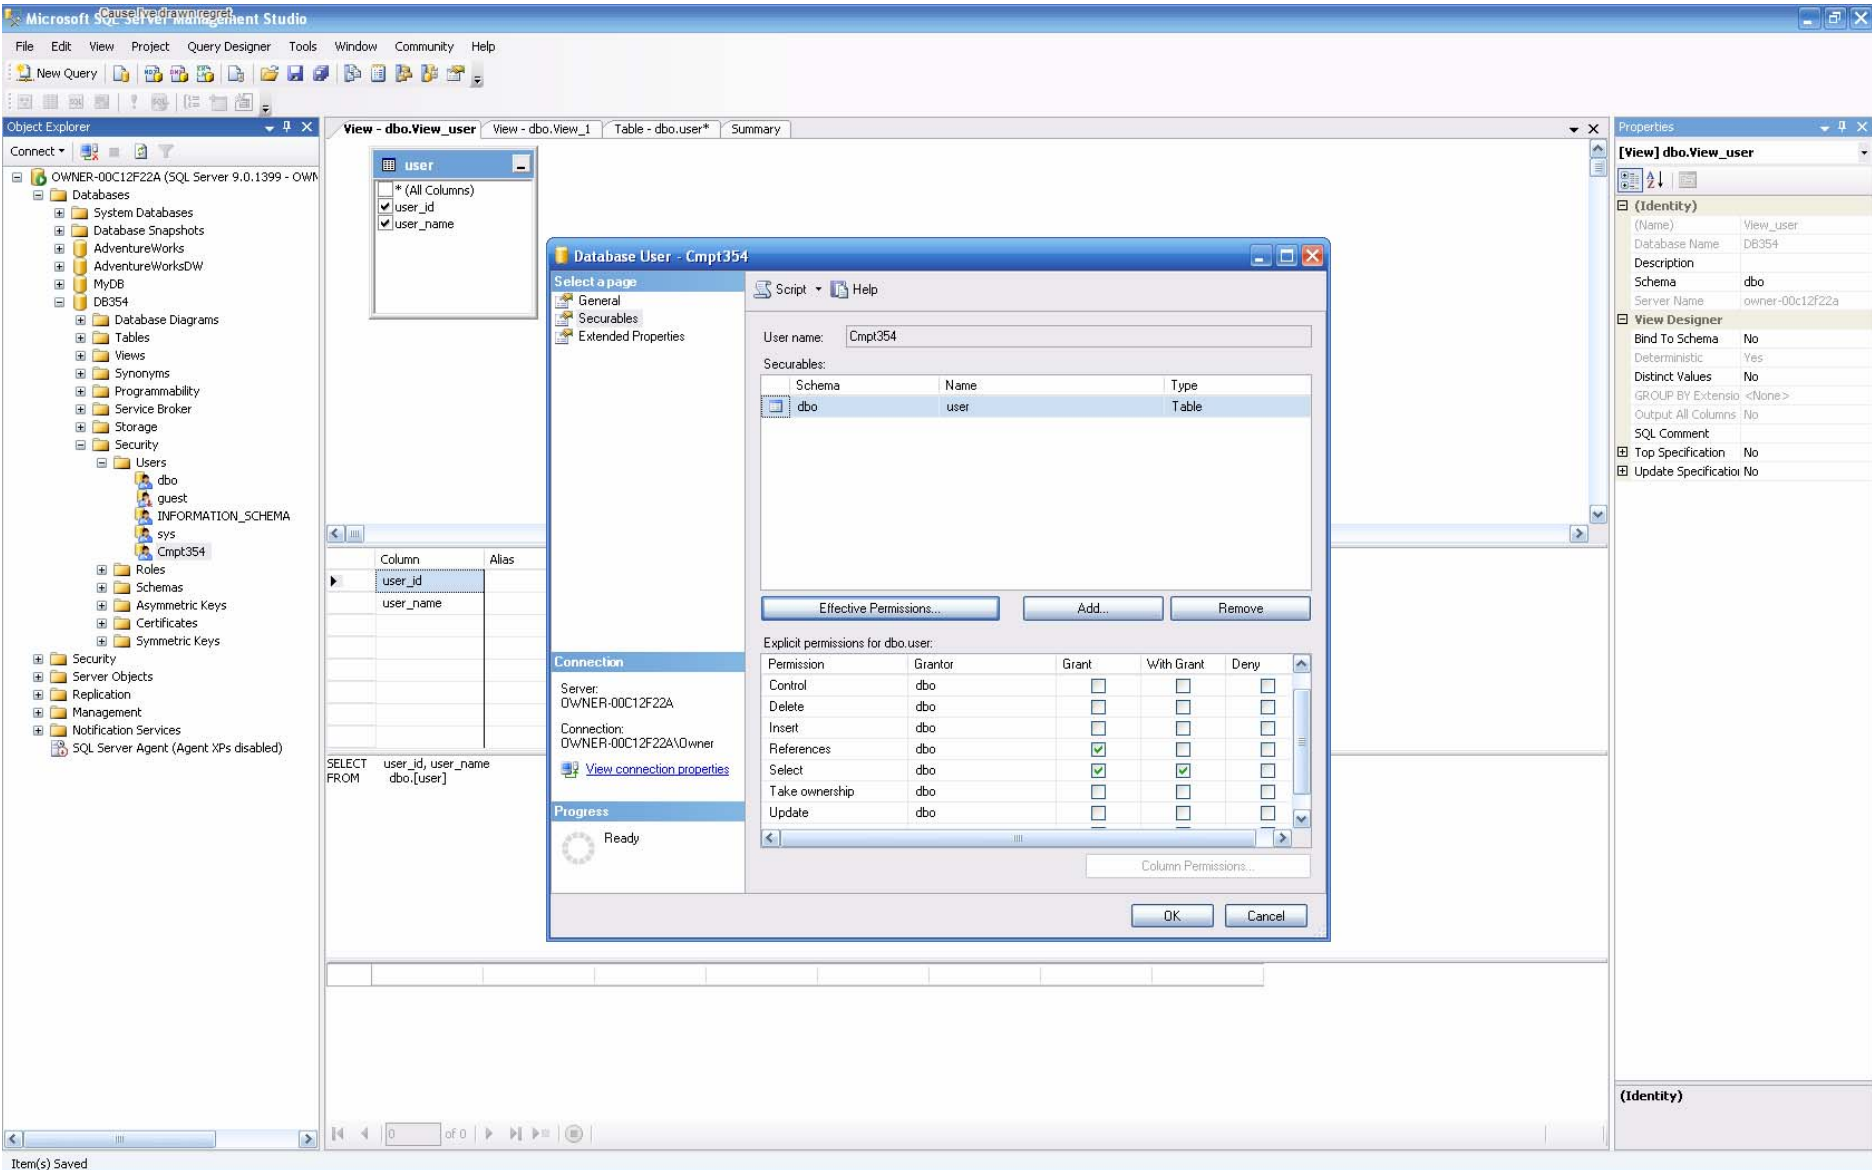 Microsoft SQL Server Management Studio
Cause I've drawn regret
File Edit View Project Query Designer Tools Window Community Help
New Query
Object Explorer
Connect
OWNER-00C12F22A (SQL Server 9.0.1399 - OWN
Databases
System Databases
Database Snapshots
AdventureWorks
AdventureWorksDW
MyDB
DB354
Database Diagrams
Tables
Views
Synonyms
Programmability
Service Broker
Storage
Security
Users
dbo
guest
INFORMATION_SCHEMA
sys
Cmpt354
Roles
Schemas
Asymmetric Keys
Certificates
Symmetric Keys
Security
Server Objects
Replication
Management
Notification Services
SQL Server Agent (Agent XPs disabled)
View - dbo.View_user View - dbo.View_1 Table - dbo.user* Summary
user
* (All Columns)
user_id
user_name
Column Alias
user_id
user_name
SELECT user_id, user_name
FROM dbo.[user]
0 of 0
Database User - Cmpt354
Select a page
General
Securables
Extended Properties
Connection
Server:
OWNER-00C12F22A
Connection:
OWNER-00C12F22A\Owner
View connection properties
Progress
Ready
Script Help
User name: Cmpt354
Securables:
Schema Name Type
dbo user Table
Effective Permissions... Add... Remove
Explicit permissions for dbo.user:
Permission Grantor Grant With Grant Deny
Control dbo
Delete dbo
Insert dbo
References dbo
Select dbo
Take ownership dbo
Update dbo
Column Permissions...
OK Cancel
Properties
[View] dbo.View_user
(Identity)
(Name) View_user
Database Name DB354
Description
Schema dbo
Server Name owner-00c12f22a
View Designer
Bind To Schema No
Deterministic Yes
Distinct Values No
GROUP BY Extensio <None>
Output All Columns No
SQL Comment
Top Specification No
Update Specificatio No
(Identity)
Item(s) Saved